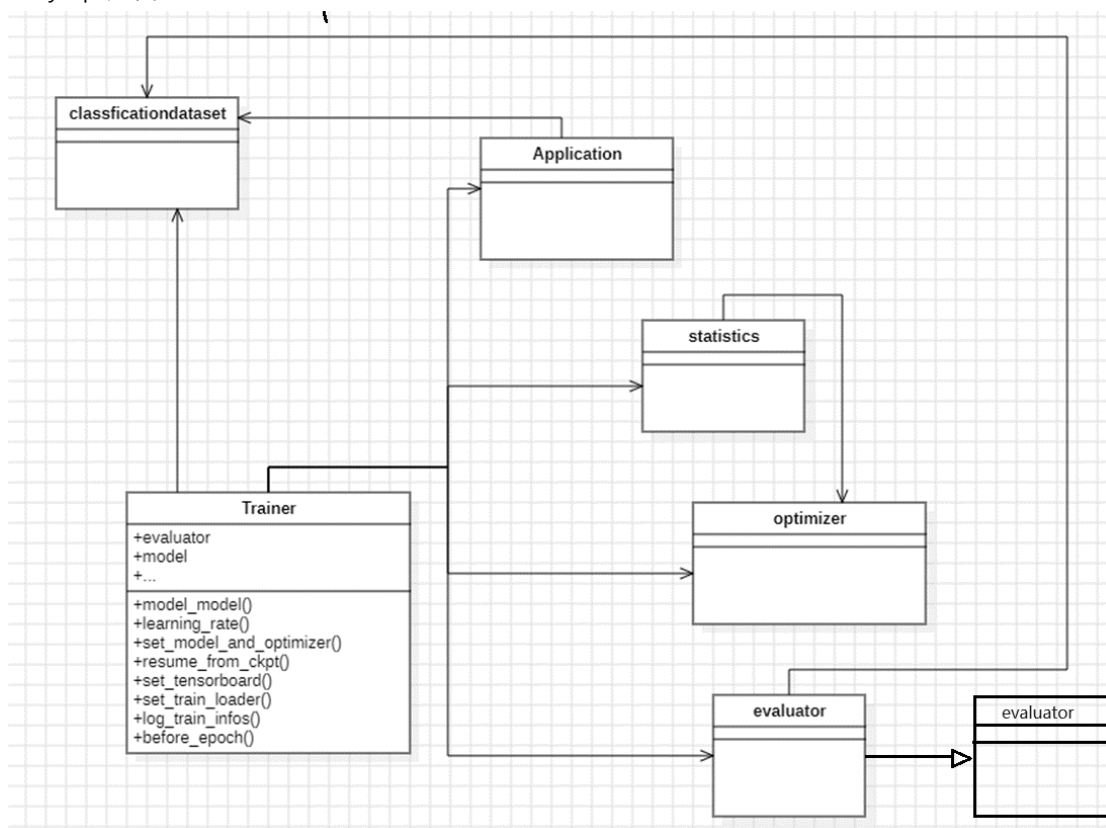 classficationdataset
Application
statistics
Trainer
+evaluator
+model
+...
+model_model()
+learning_rate()
+set_model_and_optimizer()
+resume_from_ckpt()
+set_tensorboard()
+set_train_loader()
+log_train_infos()
+before_epoch()
optimizer
evaluator
evaluator